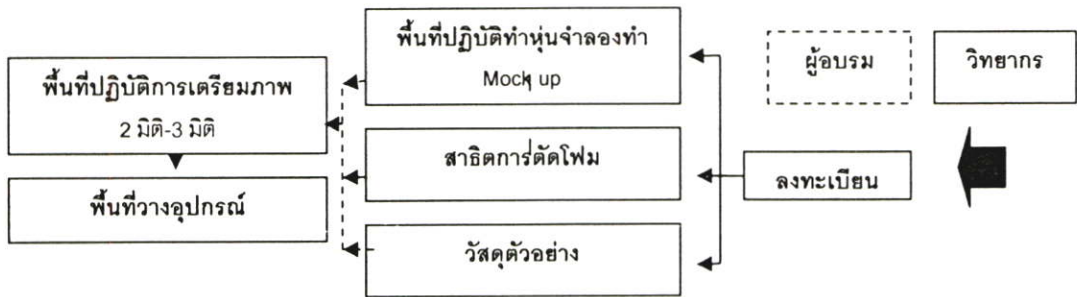 พื้นที่ปฏิบัติทำหุ่นจำลองทำ
Mock up
ผู้อบรม
วิทยากร
พื้นที่ปฏิบัติการเตรียมภาพ
2 มิติ-3 มิติ
สาธิตการตัดโฟม
ลงทะเบียน
พื้นที่วางอุปกรณ์
วัสดุตัวอย่าง